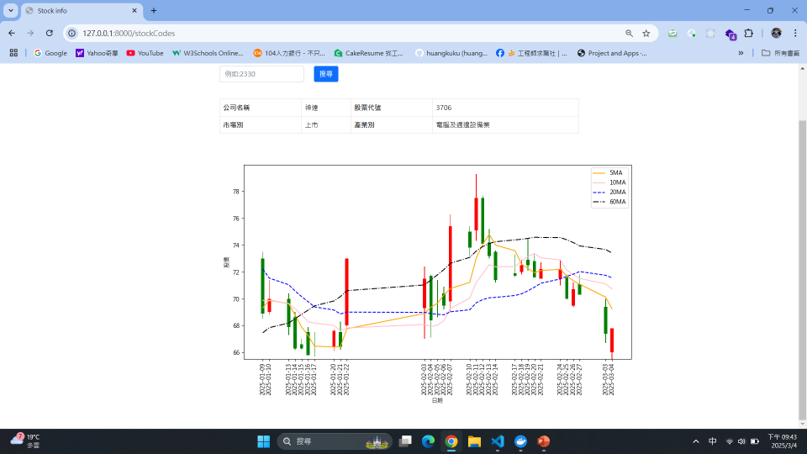 Stock info
127.0.0.1:8000/stockCodes
Google
Yahoo奇摩
YouTube
W3Schools Online...
104人力銀行 - 不只...
CakeResume 找工...
huangkuku (huang...
工程師求職社 | ...
Project and Apps -...
所有書籤
例如:2330
搜尋
公司名稱
神達
股票代號
3706
市場別
上市
產業別
電腦及週邊設備業
5MA
10MA
20MA
60MA
78
76
74
72
70
68
66
股價
2025-01-09
2025-01-10
2025-01-13
2025-01-14
2025-01-15
2025-01-16
2025-01-17
2025-01-20
2025-01-21
2025-01-22
2025-02-03
2025-02-04
2025-02-05
2025-02-06
2025-02-07
2025-02-10
2025-02-11
2025-02-12
2025-02-13
2025-02-14
2025-02-17
2025-02-18
2025-02-19
2025-02-20
2025-02-21
2025-02-24
2025-02-25
2025-02-26
2025-02-27
2025-03-03
2025-03-04
日期
19°C
多雲
搜尋
中
下午 09:43
2025/3/4